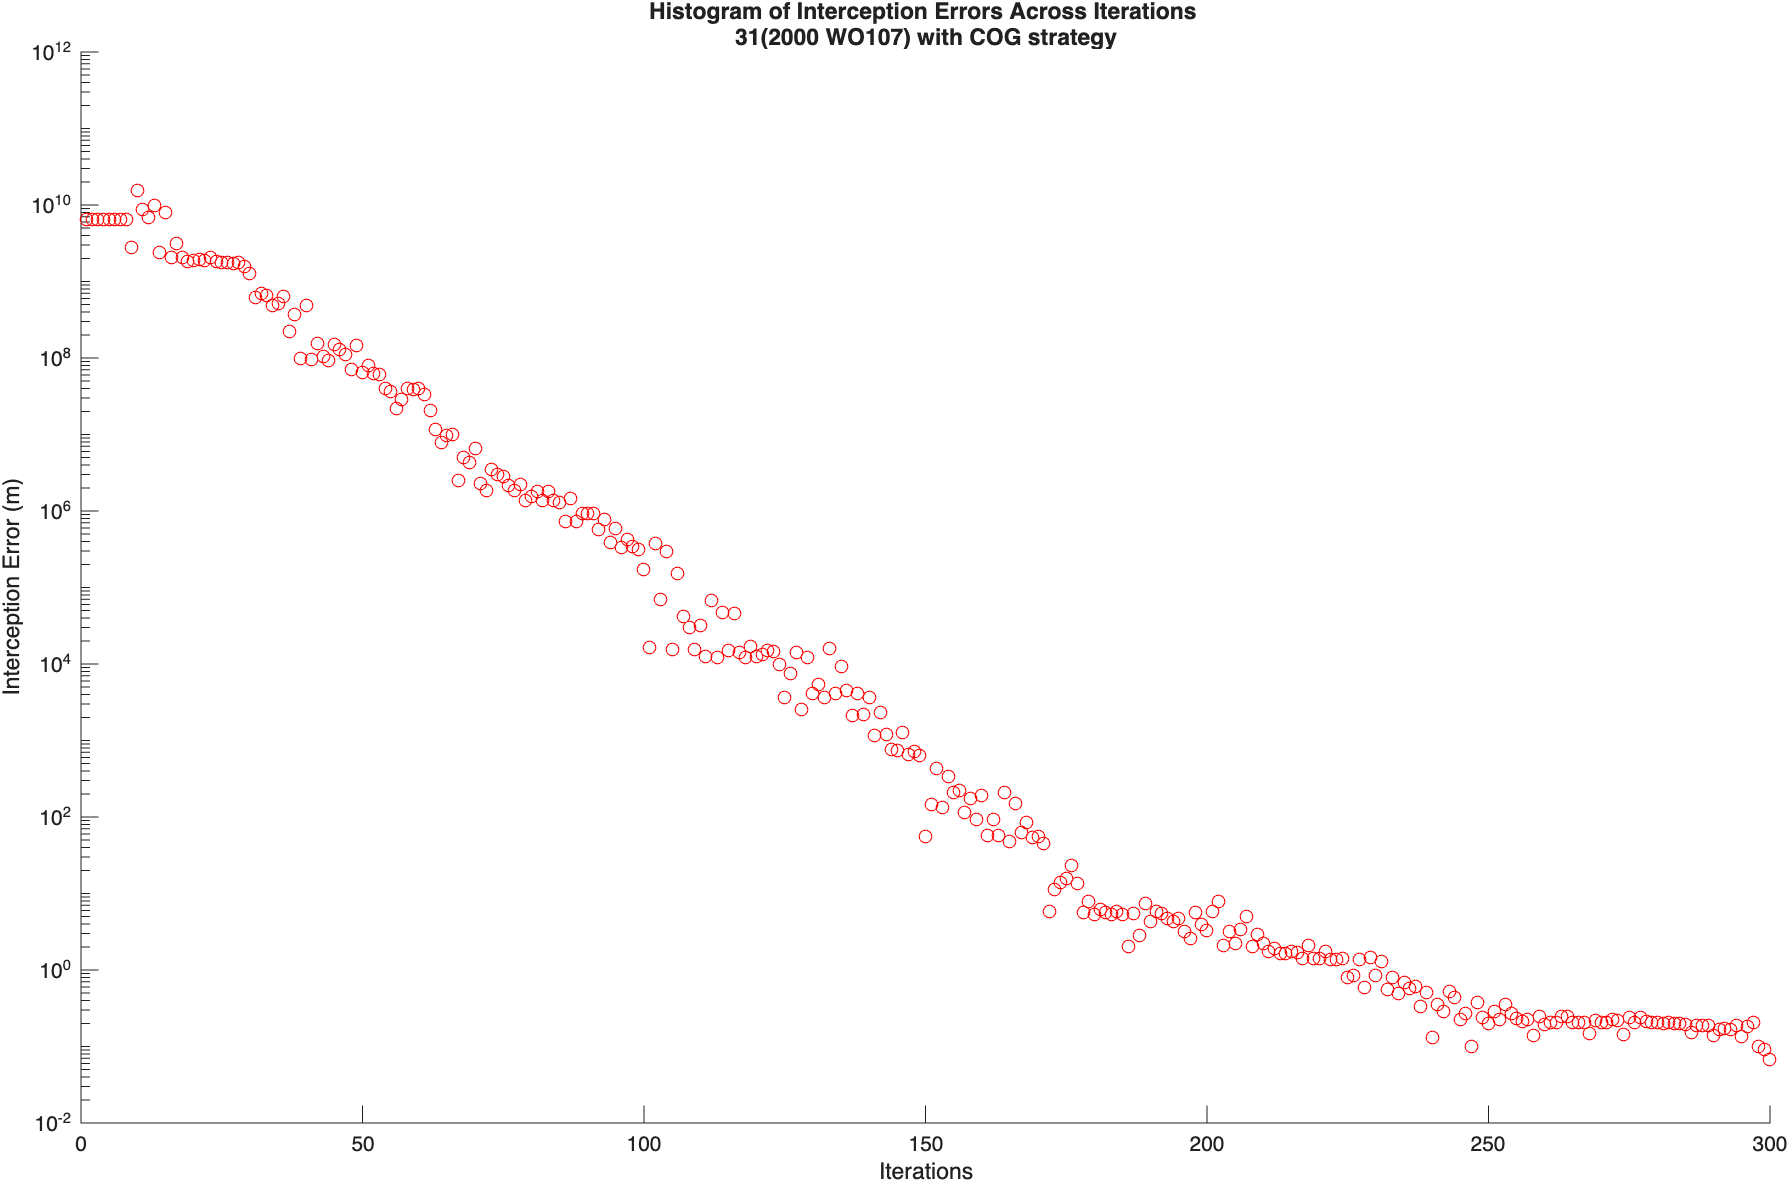 Histogram of Interception Errors Across Iterations
31(2000 WO107) with COG strategy
10^12
10^10
10^8
10^6
10^4
10^2
10^0
10^-2
Interception Error (m)
0 50 100 150 200 250 300
Iterations